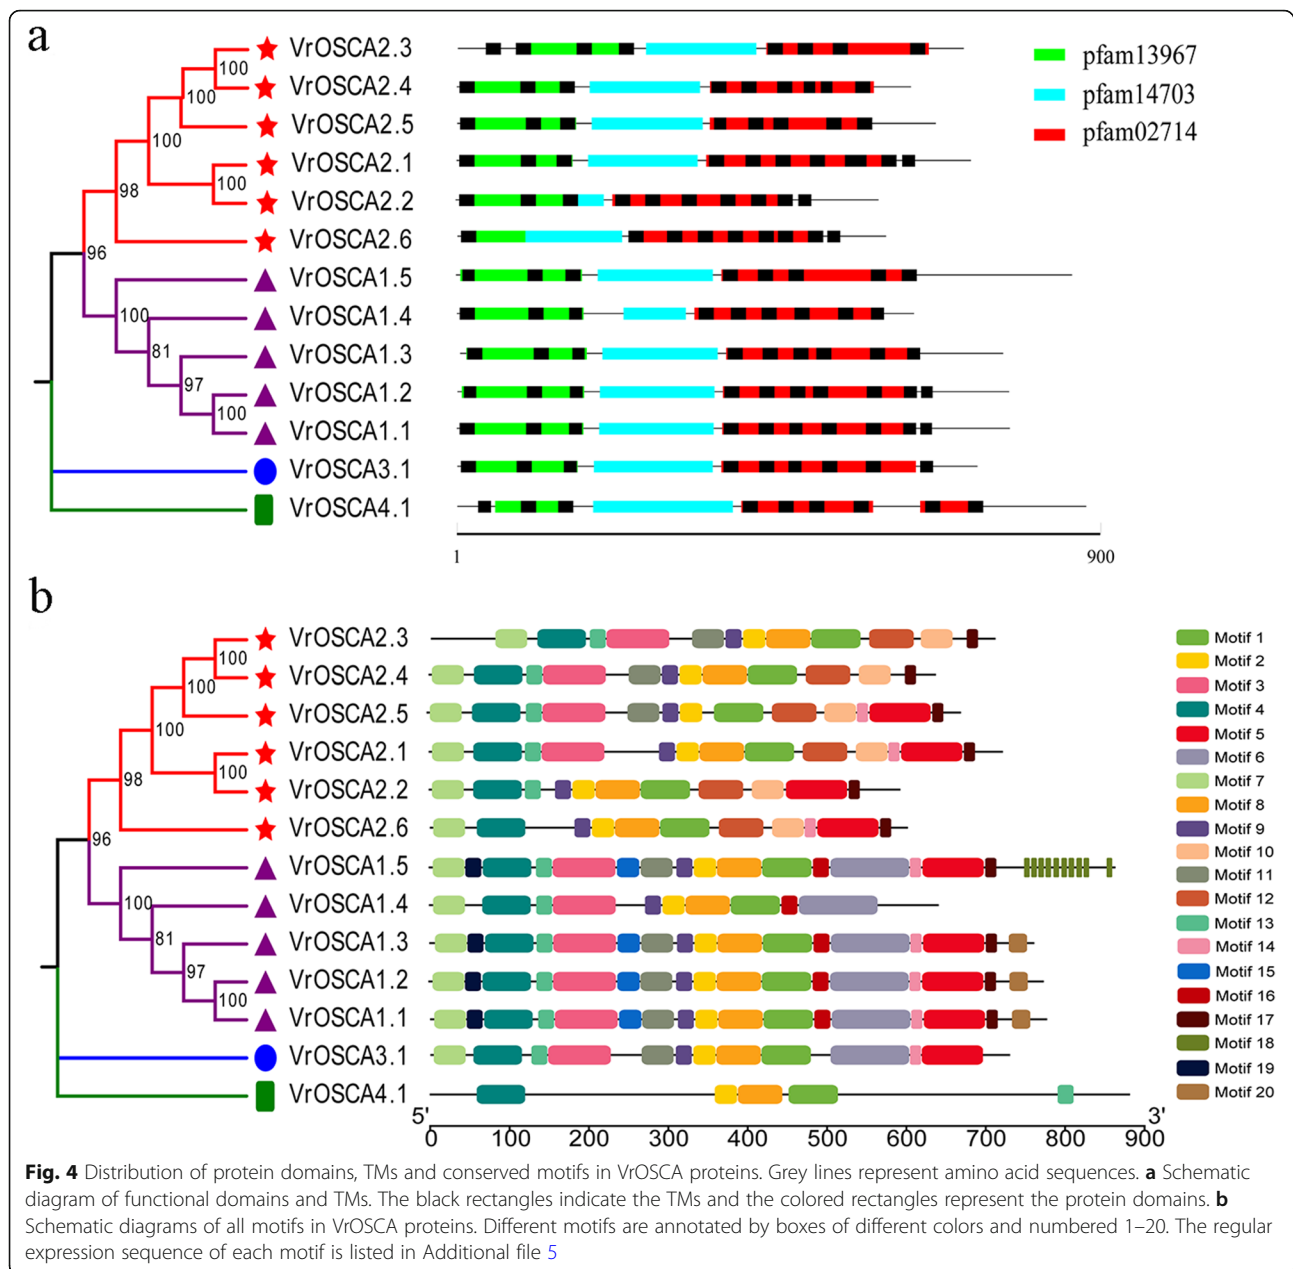 a
VrOSCA2.3
VrOSCA2.4
VrOSCA2.5
VrOSCA2.1
VrOSCA2.2
VrOSCA2.6
VrOSCA1.5
VrOSCA1.4
VrOSCA1.3
VrOSCA1.2
VrOSCA1.1
VrOSCA3.1
VrOSCA4.1
100
100
100
100
98
96
100
81
97
100
pfam13967
pfam14703
pfam02714
1 900
b
VrOSCA2.3
VrOSCA2.4
VrOSCA2.5
VrOSCA2.1
VrOSCA2.2
VrOSCA2.6
VrOSCA1.5
VrOSCA1.4
VrOSCA1.3
VrOSCA1.2
VrOSCA1.1
VrOSCA3.1
VrOSCA4.1
100
100
100
100
98
96
100
81
97
100
Motif 1
Motif 2
Motif 3
Motif 4
Motif 5
Motif 6
Motif 7
Motif 8
Motif 9
Motif 10
Motif 11
Motif 12
Motif 13
Motif 14
Motif 15
Motif 16
Motif 17
Motif 18
Motif 19
Motif 20
5' 3'
0 100 200 300 400 500 600 700 800 900
Fig. 4 Distribution of protein domains, TMs and conserved motifs in VrOSCA proteins. Grey lines represent amino acid sequences. a Schematic
diagram of functional domains and TMs. The black rectangles indicate the TMs and the colored rectangles represent the protein domains. b
Schematic diagrams of all motifs in VrOSCA proteins. Different motifs are annotated by boxes of different colors and numbered 1–20. The regular
expression sequence of each motif is listed in Additional file 5